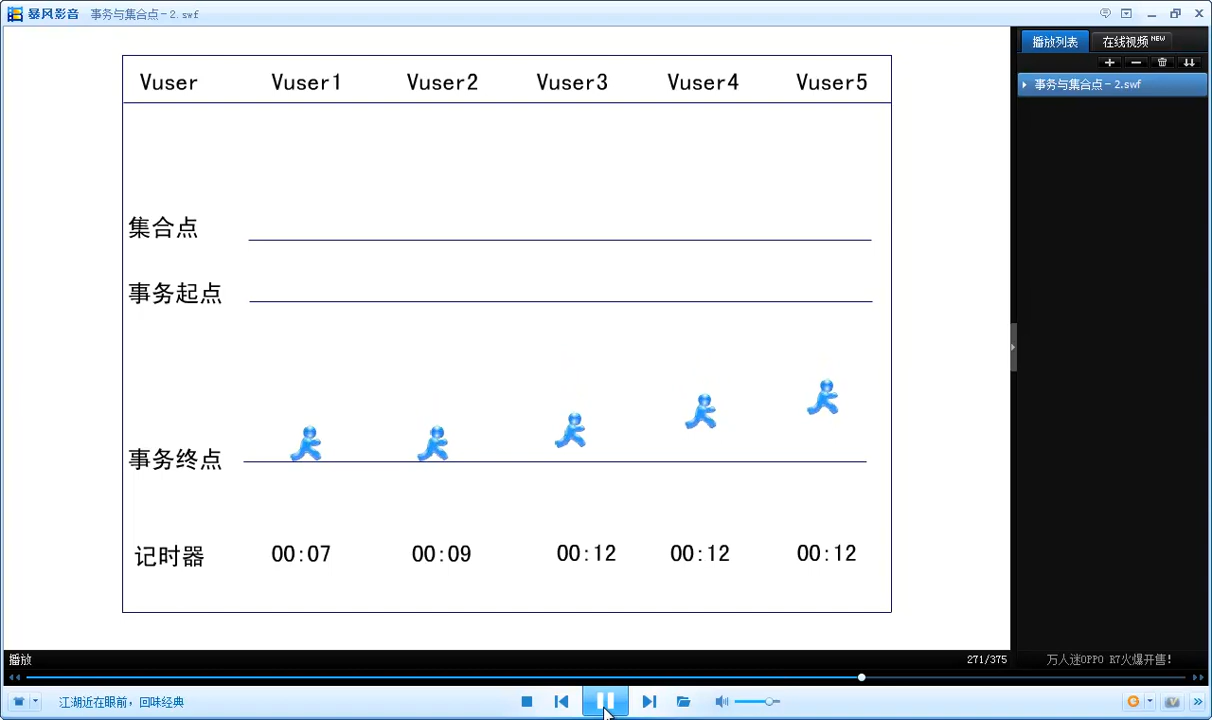 暴风影音 事务与集合点-2.swf
播放列表 在线视频 NEW
事务与集合点-2.swf
Vuser Vuser1 Vuser2 Vuser3 Vuser4 Vuser5
集合点
事务起点
事务终点
记时器 00:07 00:09 00:12 00:12 00:12
播放 271/375 万人迷OPPO R7火爆开售!
江湖近在眼前，回味经典